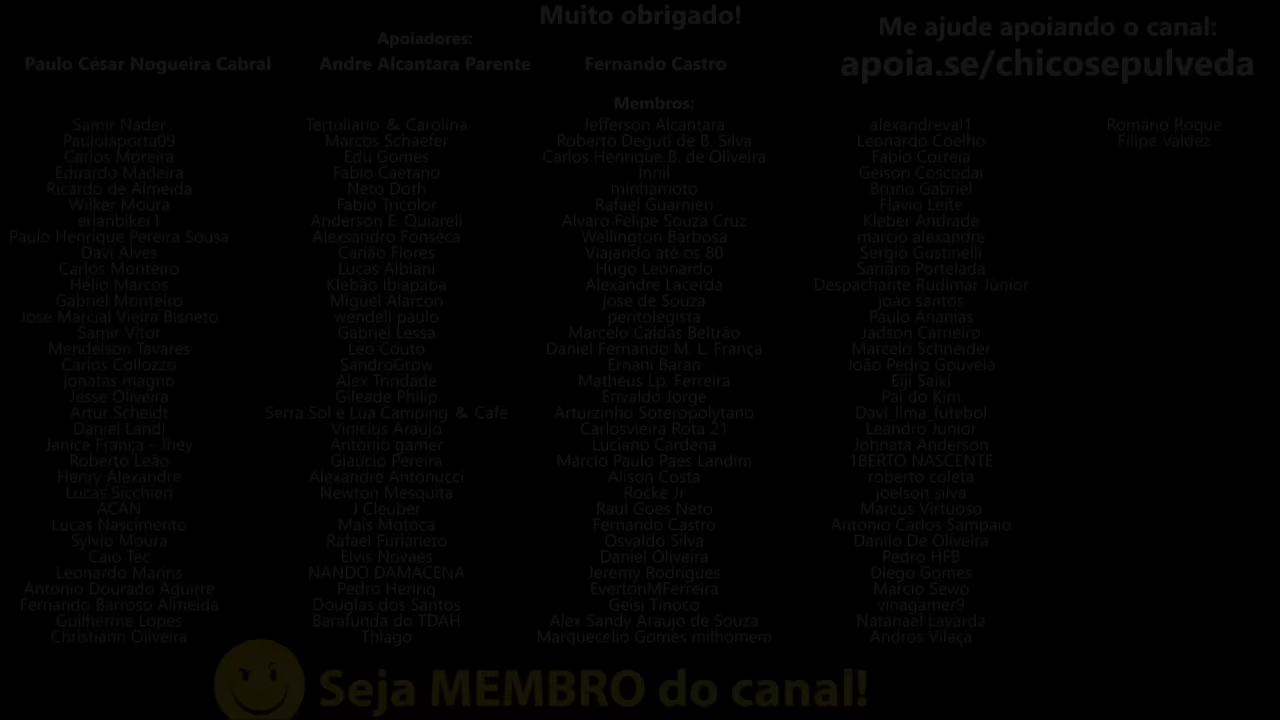 Muito obrigado!
Me ajude apoiando o canal:
apoia.se/chicosepulveda
Apoiadores:
Paulo César Nogueira Cabral
Andre Alcantara Parente
Fernando Castro
Membros:
Samir Nader
Paulolaporta09
Carlos Moreira
Eduardo Madeira
Ricardo de Almeida
Wilker Moura
erlanbiker1
Paulo Henrique Pereira Sousa
Davi Alves
Carlos Monteiro
Hélio Marcos
Gabriel Monteiro
Jose Marcial Vieira Bisneto
Samir Vitor
Mendelson Tavares
Carlos Collozzo
jonatas magno
Jesse Oliveira
Artur Scheidt
Daniel Landi
Janice França - Jhey
Roberto Leão
Henry Alexandre
Lucas Sicchieri
ACAN
Lucas Nascimento
Sylvio Moura
Caio Tec
Leonardo Marins
Antonio Dourado Aguirre
Fernando Barroso Almeida
Guilherme Lopes
Christiann Oliveira
Tertuliano & Carolina
Marcos Schaefer
Edu Gomes
Fabio Caetano
Neto Doth
Fabio Tricolor
Anderson E. Quiareli
Alexsandro Fonsêca
Carlão Flores
Lucas Albiani
Klebão Ibiapaba
Miguel Alarcon
wendell paulo
Gabriel Lessa
Leo Couto
SandroGrow
Alex Trindade
Gileade Philip
Serra Sol e Lua Camping & Cafe
Vinicius Araujo
Antonio gamer
Glaucio Pereira
Alexandre Antonucci
Newton Mesquita
J Cleuber
Mais Motoca
Rafael Furlaneto
Elvis Novaes
NANDO DAMACENA
Pedro Henriq
Douglas dos Santos
Barafunda do TDAH
Thiago
Jefferson Alcantara
Roberto Deguti de B. Silva
Carlos Henrique B. de Oliveira
Innil
minhamoto
Rafael Guarnieri
Alvaro Felipe Souza Cruz
Wellington Barbosa
Viajando até os 80
Hugo Leonardo
Alexandre Lacerda
jose de Souza
peritolegista
Marcelo Caldas Beltrão
Daniel Fernando M. L. França
Ernani Baran
Matheus Lp. Ferreira
Erivaldo Jorge
Arturzinho Soteropolytano
Carlosvieira Rota 21
Luciano Cardena
Márcio Paulo Paes Landim
Alison Costa
Rocke Jr
Raul Goes Neto
Fernando Castro
Osvaldo Silva
Daniel Oliveira
Jeremy Rodrigues
EvertonMFerreira
Geisi Tinoco
Alex Sandy Araujo de Souza
Marquecelio Gomes milhomem
alexandreval1
Leonardo Coelho
Fabio Correia
Geison Coscodai
Bruno Gabriel
Flavio Leite
Kleber Andrade
marcio alexandre
Sergio Gustinelli
Sandro Portelada
Despachante Rudimar Júnior
joao santos
Paulo Ananias
Jadson Carneiro
Marcelo Schneider
João Pedro Gouveia
Eiji Saiki
Pai do Kim
Davi_lima_futebol
Leandro Junior
Johnata Anderson
1BERTO NASCENTE
roberto coleta
joelson silva
Marcus Virtuoso
Antonio Carlos Sampaio
Danilo De Oliveira
Pedro HFB
Diego Gomes
Marcio Sewo
vinagamer9
Natanael Lavarda
Andros Vilaça
Romário Roque
Filipe Valdez
Seja MEMBRO do canal!